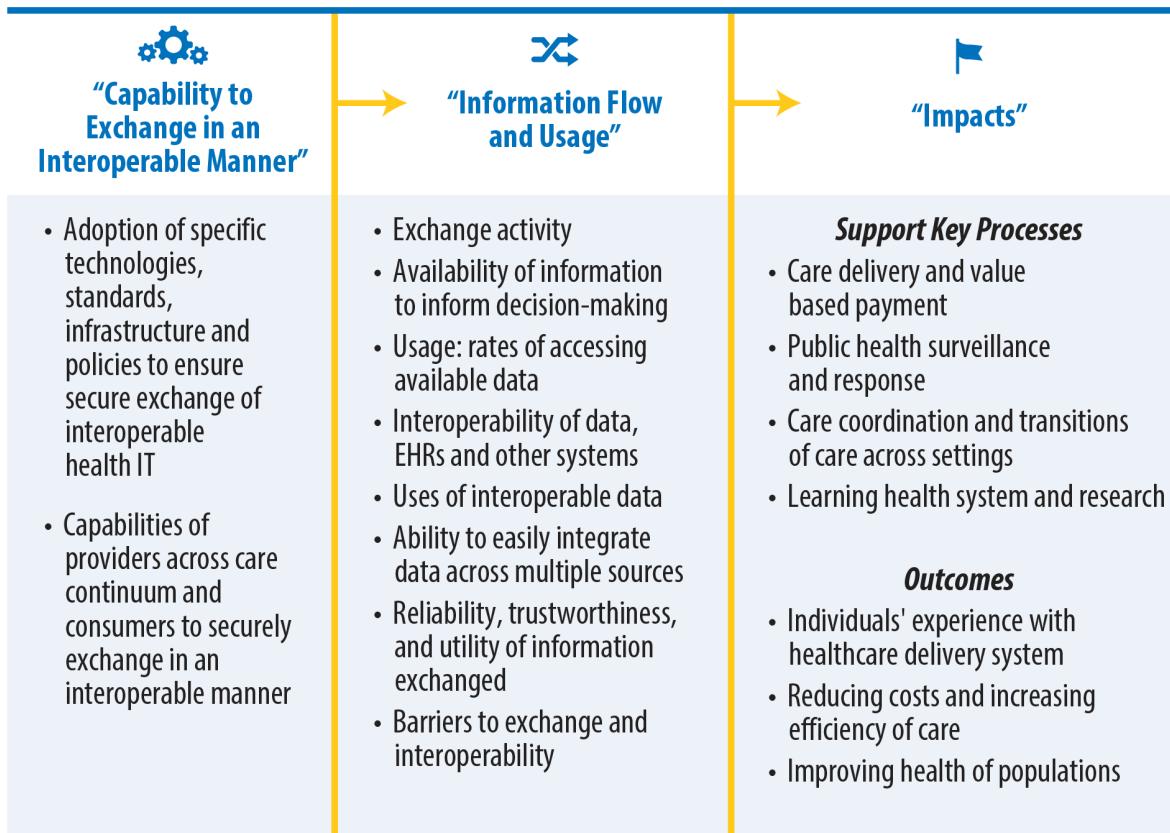 “Capability to
Exchange in an
Interoperable Manner”
• Adoption of specific
technologies,
standards,
infrastructure and
policies to ensure
secure exchange of
interoperable
health IT
• Capabilities of
providers across care
continuum and
consumers to securely
exchange in an
interoperable manner
“Information Flow
and Usage”
• Exchange activity
• Availability of information
to inform decision-making
• Usage: rates of accessing
available data
• Interoperability of data,
EHRs and other systems
• Uses of interoperable data
• Ability to easily integrate
data across multiple sources
• Reliability, trustworthiness,
and utility of information
exchanged
• Barriers to exchange and
interoperability
“Impacts”
Support Key Processes
• Care delivery and value
based payment
• Public health surveillance
and response
• Care coordination and transitions
of care across settings
• Learning health system and research
Outcomes
• Individuals' experience with
healthcare delivery system
• Reducing costs and increasing
efficiency of care
• Improving health of populations